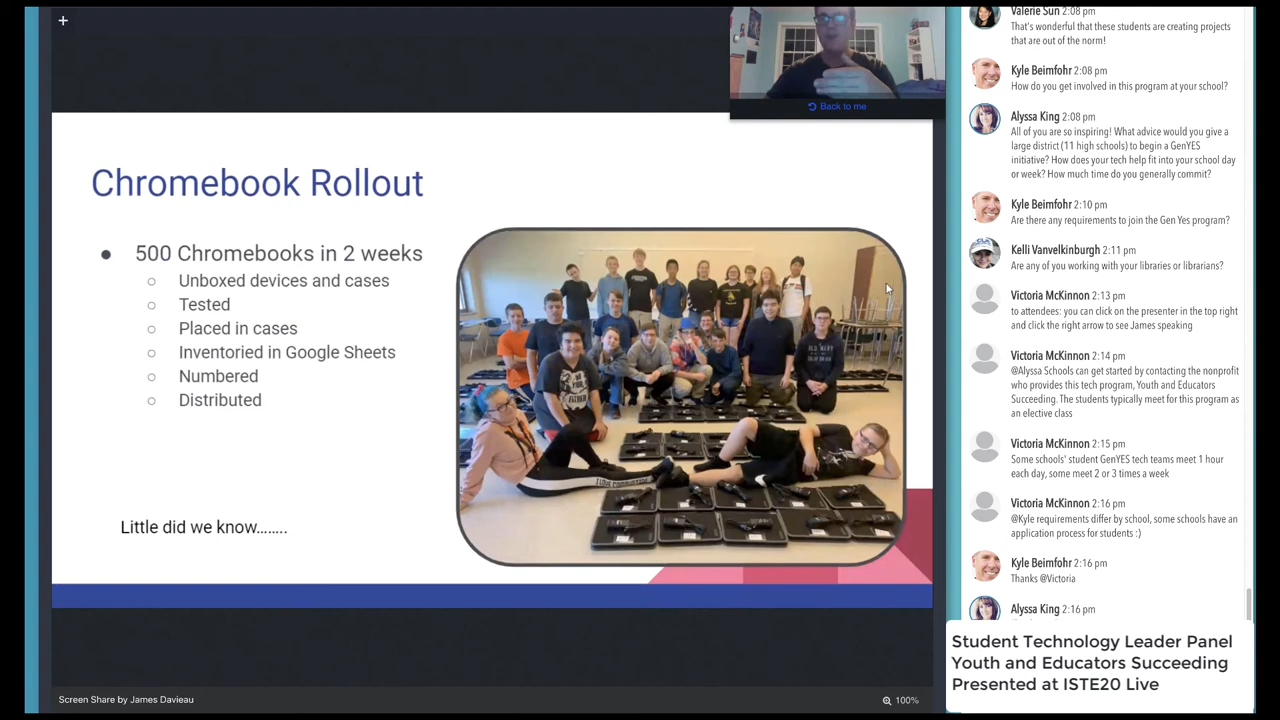 +
Back to me
Chromebook Rollout
● 500 Chromebooks in 2 weeks
○ Unboxed devices and cases
○ Tested
○ Placed in cases
○ Inventoried in Google Sheets
○ Numbered
○ Distributed
Little did we know.......
Screen Share by James Davieau
100%
Valerie Sun 2:08 pm
That's wonderful that these students are creating projects
that are out of the norm!
Kyle Beimfohr 2:08 pm
How do you get involved in this program at your school?
Alyssa King 2:08 pm
All of you are so inspiring! What advice would you give a
large district (11 high schools) to begin a GenYES
initiative? How does your tech help fit into your school day
or week? How much time do you generally commit?
Kyle Beimfohr 2:10 pm
Are there any requirements to join the Gen Yes program?
Kelli Vanvelkinburgh 2:11 pm
Are any of you working with your libraries or librarians?
Victoria McKinnon 2:13 pm
to attendees: you can click on the presenter in the top right
and click the right arrow to see James speaking
Victoria McKinnon 2:14 pm
@Alyssa Schools can get started by contacting the nonprofit
who provides this tech program, Youth and Educators
Succeeding. The students typically meet for this program as
an elective class
Victoria McKinnon 2:15 pm
Some schools' student GenYES tech teams meet 1 hour
each day, some meet 2 or 3 times a week
Victoria McKinnon 2:16 pm
@Kyle requirements differ by school, some schools have an
application process for students :)
Kyle Beimfohr 2:16 pm
Thanks @Victoria
Alyssa King 2:16 pm
Student Technology Leader Panel
Youth and Educators Succeeding
Presented at ISTE20 Live